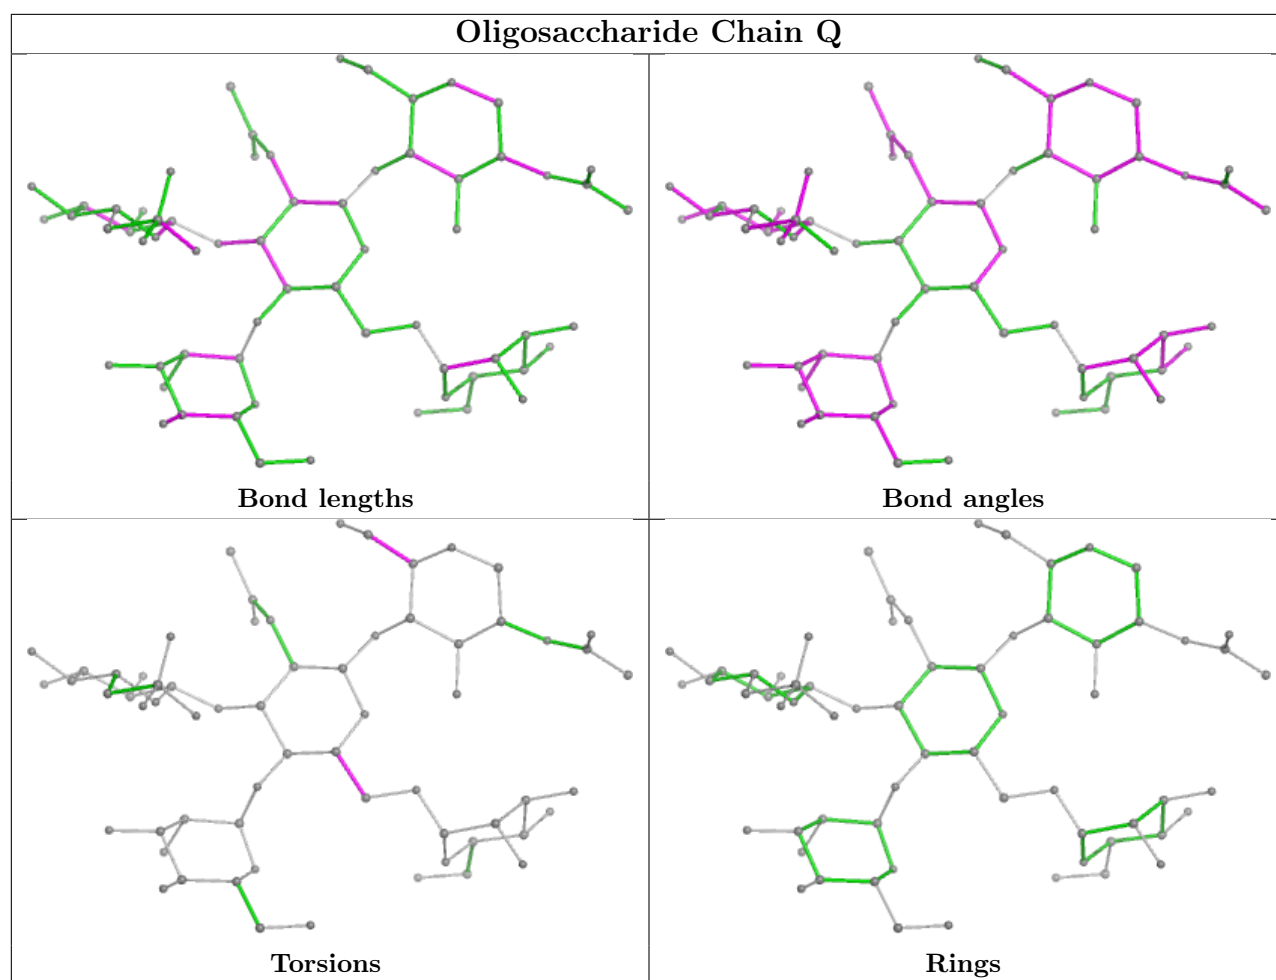 Oligosaccharide Chain Q
Bond lengths
Bond angles
Torsions
Rings